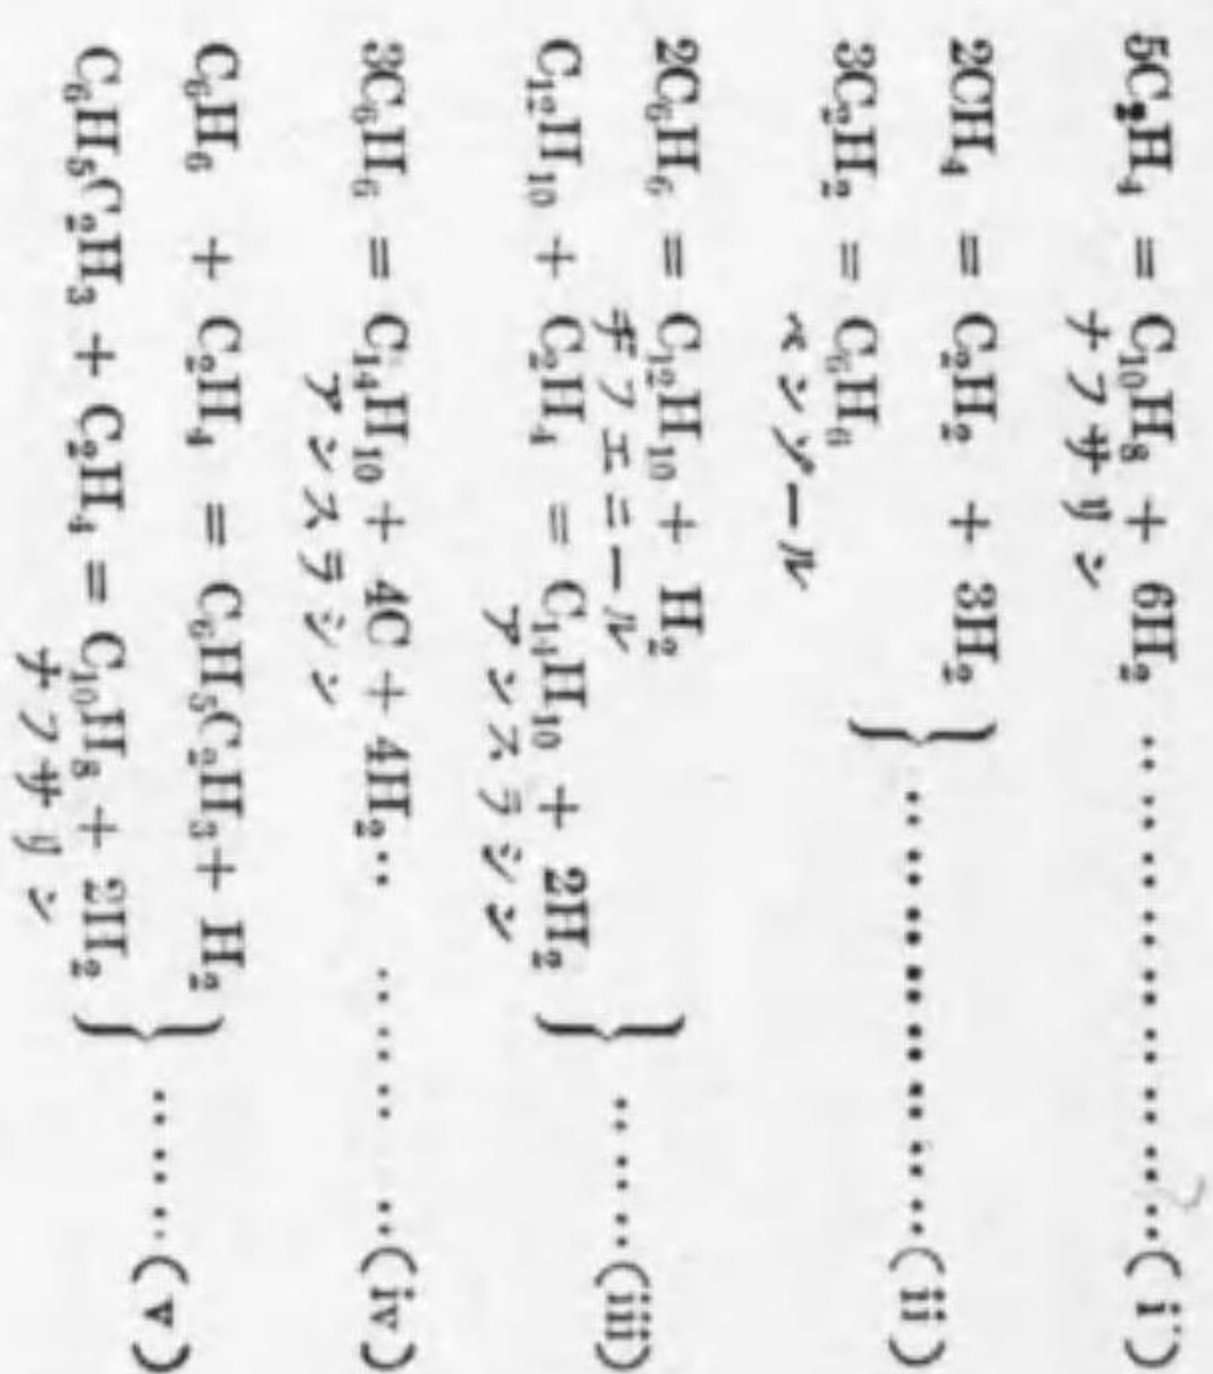 5C₂H₄ = C₁₀H₈ + 6H₂ ……………………(i)
ナフサリン
2CH₄ = C₂H₂ + 3H₂
3C₂H₂ = C₆H₆
ベンゾール
} ……………………(ii)
2C₆H₆ = C₁₂H₁₀ + H₂
ヂフエニール
C₁₂H₁₀ + C₂H₄ = C₁₄H₁₀ + 2H₂
アンスラシン
} ………(iii)
3C₆H₆ = C₁₄H₁₀ + 4C + 4H₂… …… …(iv)
アンスラシン
C₆H₆ + C₂H₄ = C₆H₅C₂H₃ + H₂
C₆H₅C₂H₃ + C₂H₄ = C₁₀H₈ + 2H₂
ナフサリン
} ………(v)